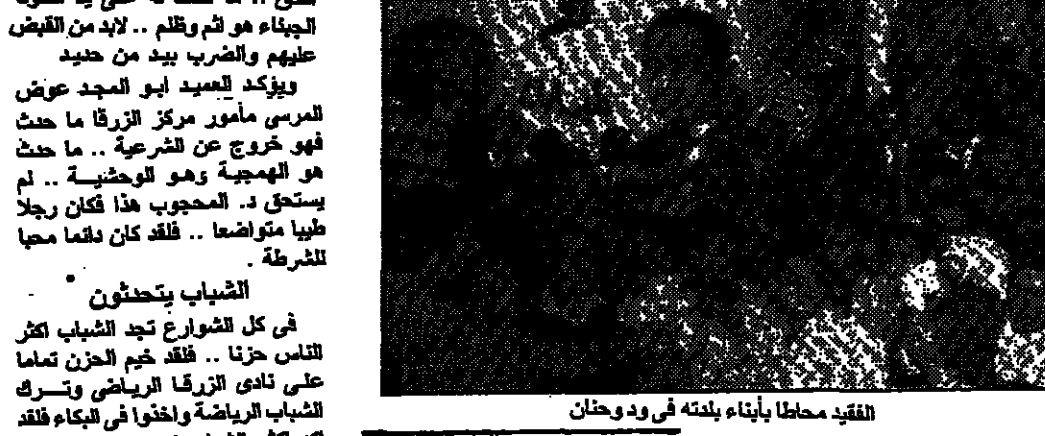 الجبناء هو اثم وظلم .. لابد من القبض
عليهم والضرب بيد من حديد
ويؤكد العميد ابو المجد عوض
المرسى مأمور مركز الزرقا ما حدث
فهو خروج عن الشرعية .. ما حدث
هو الهمجية وهو الوحشية .. لم
يستحق د. المحجوب هذا فكان رجلا
طيبا متواضعا .. فلقد كان دائما محبا
للشرطة .
الشباب يتحدثون
فى كل الشوارع تجد الشباب اكثر
الناس حزنا .. فلقد خيم الحزن تماما
على نادى الزرقا الرياضى وتـــرك
الشباب الرياضة واخذوا فى البكاء فلقد
الفقيد محاطا بأبناء بلدته فى ود وحنان